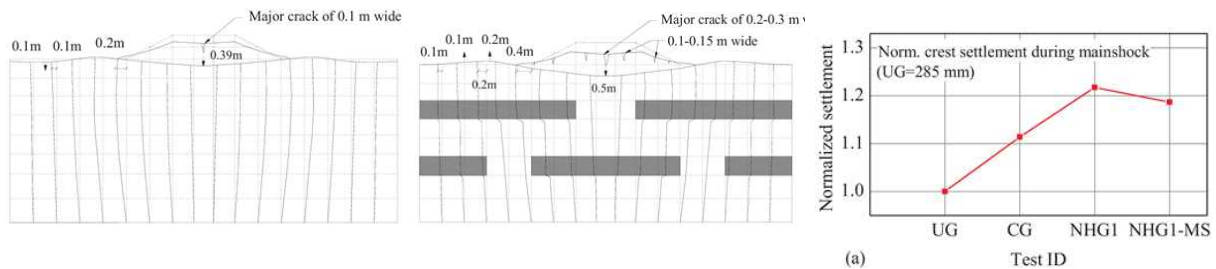 Major crack of 0.1 m wide
0.1m 0.1m 0.2m
0.39m
Major crack of 0.2-0.3 m
0.1-0.15 m wide
0.1m 0.1m 0.2m 0.4m
0.2m
0.5m
Normalized settlement
1.3
1.2
1.1
1.0
Norm. crest settlement during mainshock
(UG=285 mm)
UG CG NHG1 NHG1-MS
(a) Test ID